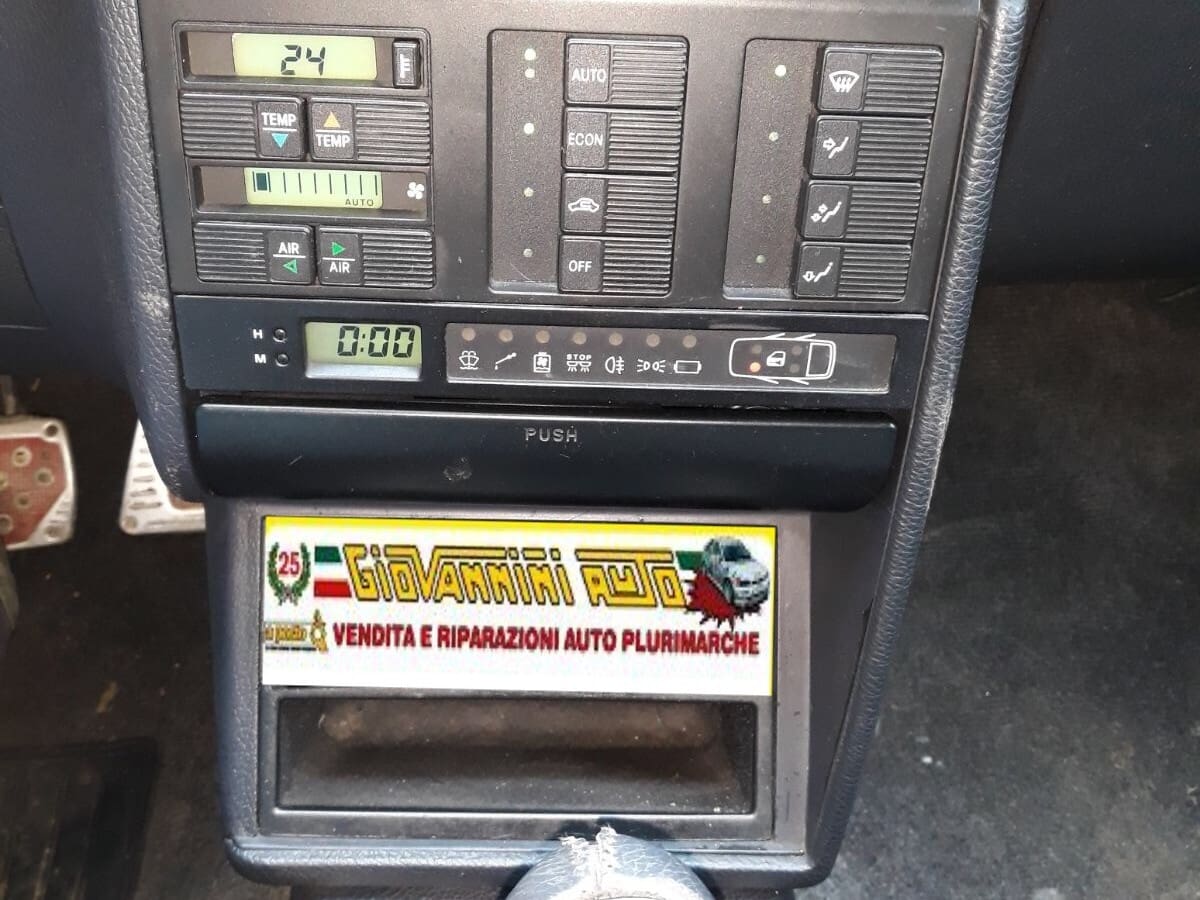 24
TEMP
TEMP
AUTO
AIR
AIR
AUTO
ECON
OFF
H
M
0:00
STOP
PUSH
25
GIOVANNINI AUTO
VENDITA E RIPARAZIONI AUTO PLURIMARCHE